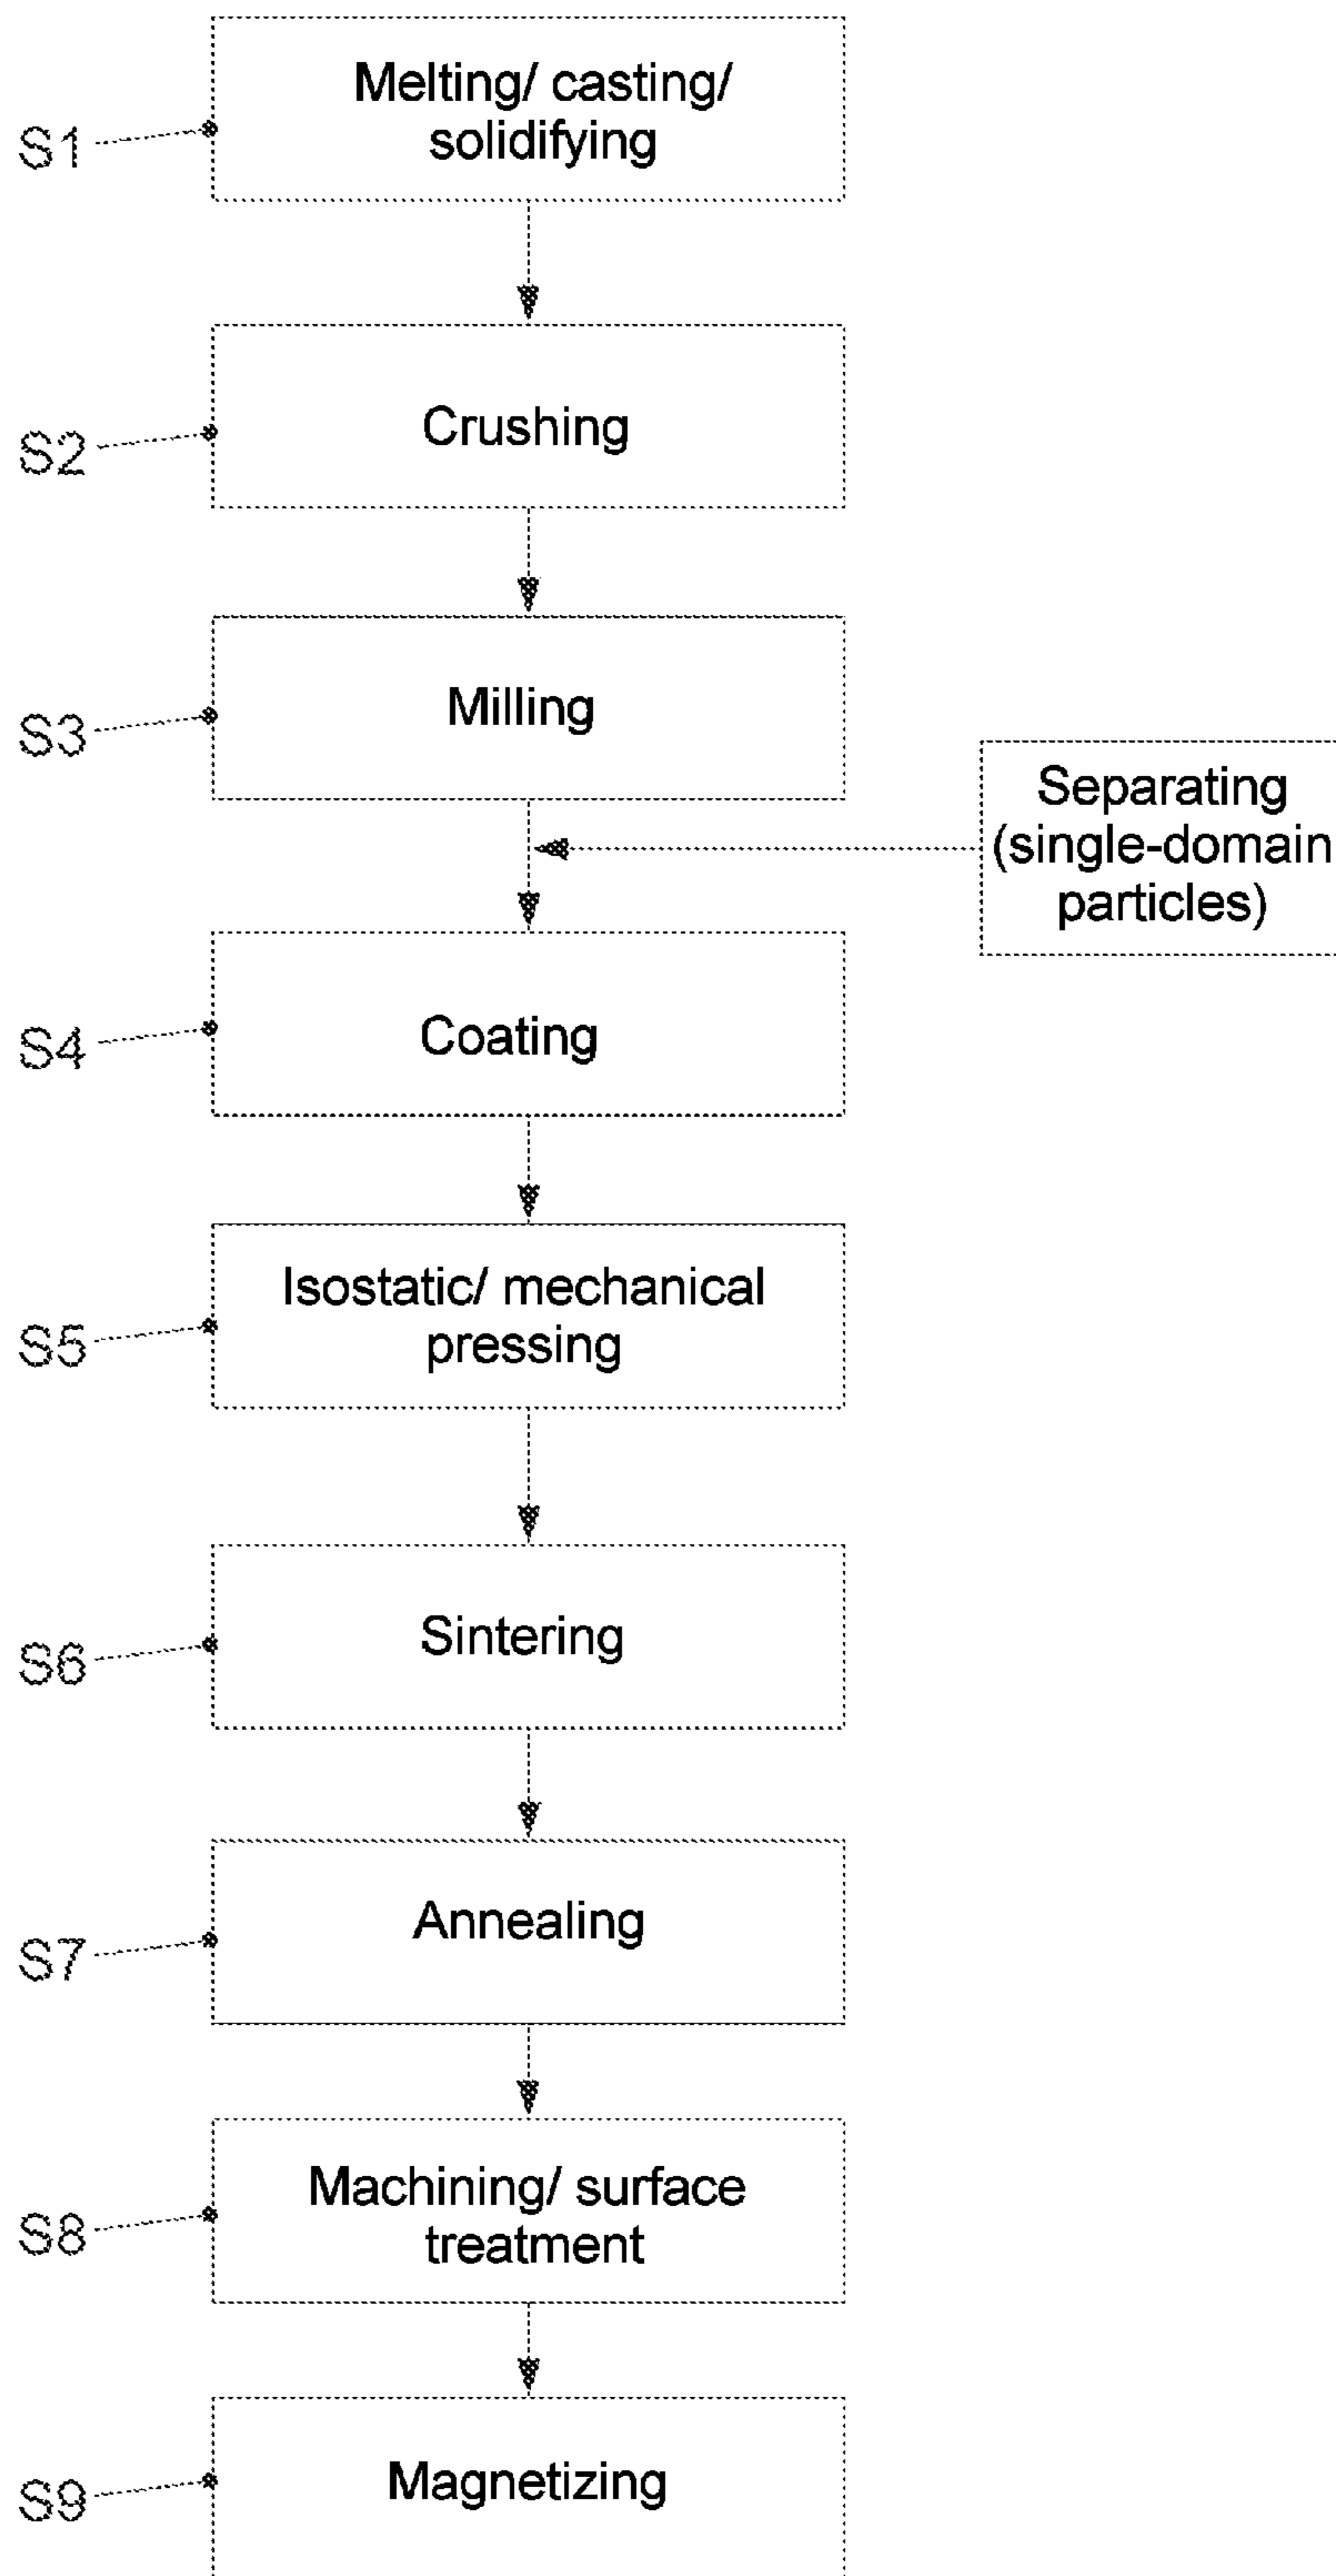 Melting/ casting/
solidifying
S1
Crushing
S2
Milling
S3
Separating
(single-domain
particles)
Coating
S4
Isostatic/ mechanical
pressing
S5
Sintering
S6
Annealing
S7
Machining/ surface
treatment
S8
Magnetizing
S9